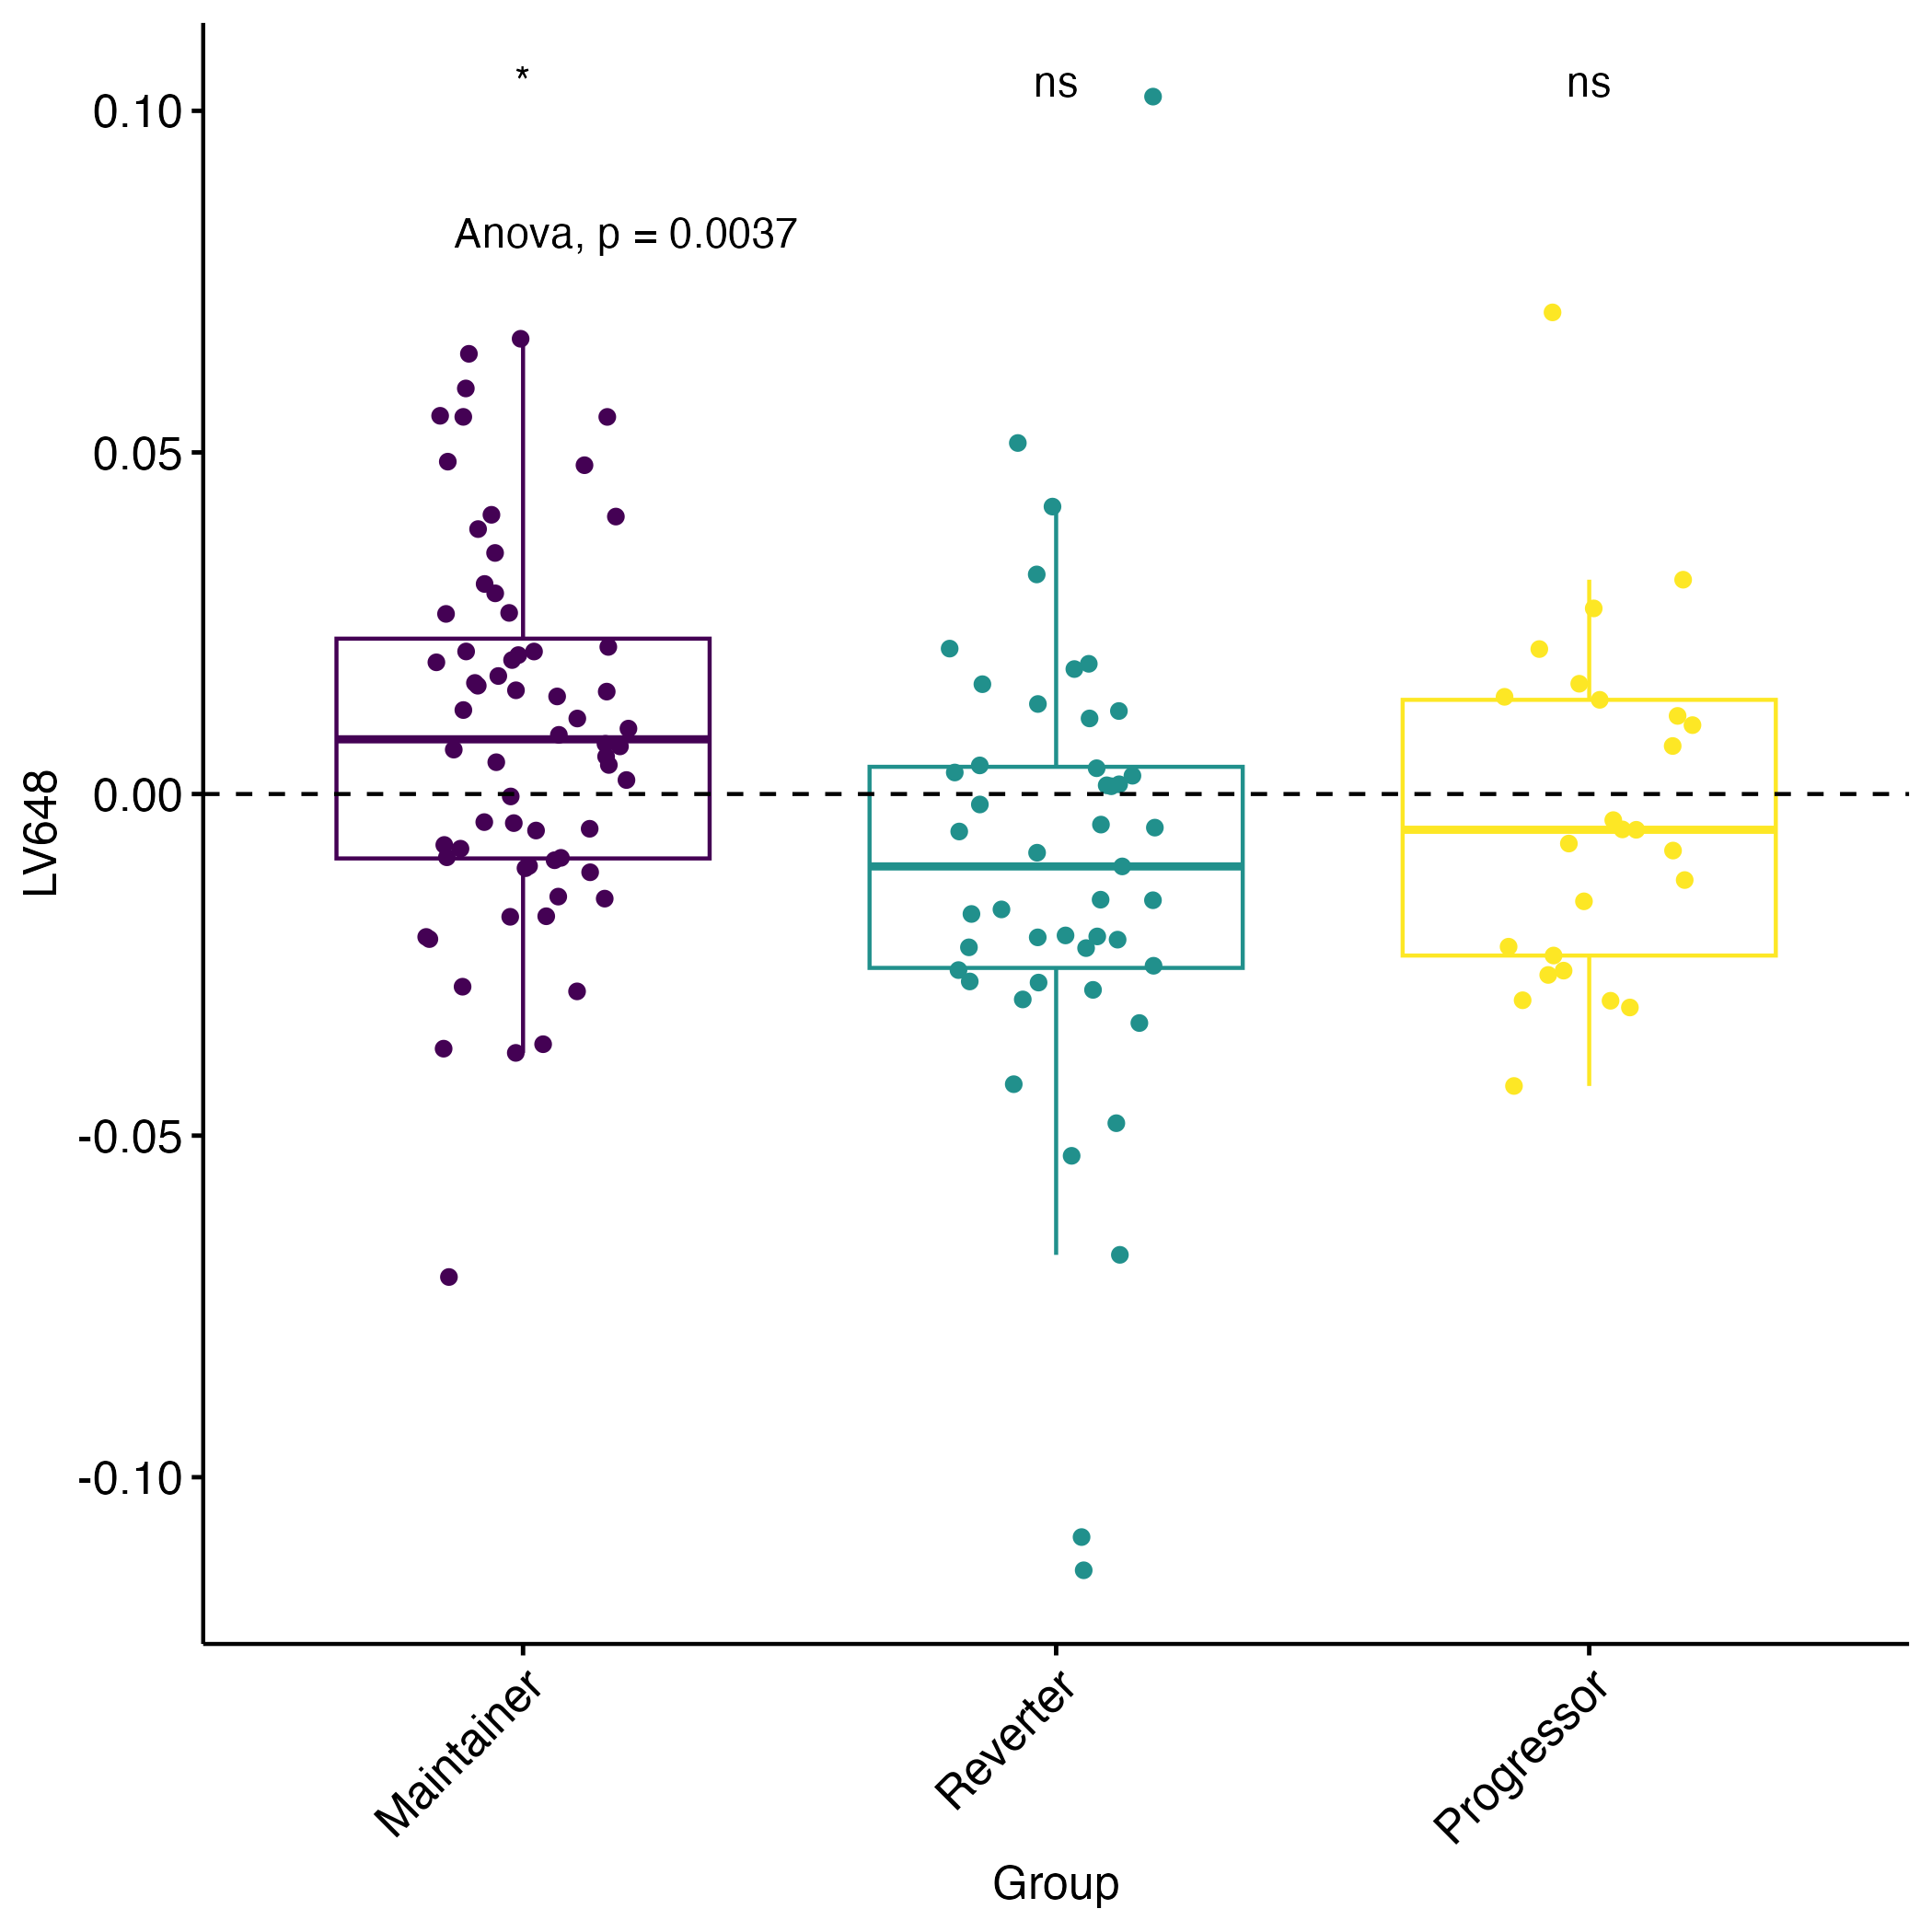 * ns ns
Anova, p = 0.0037
LV648
0.10
0.05
0.00
-0.05
-0.10
Maintainer
Reverter
Progressor
Group